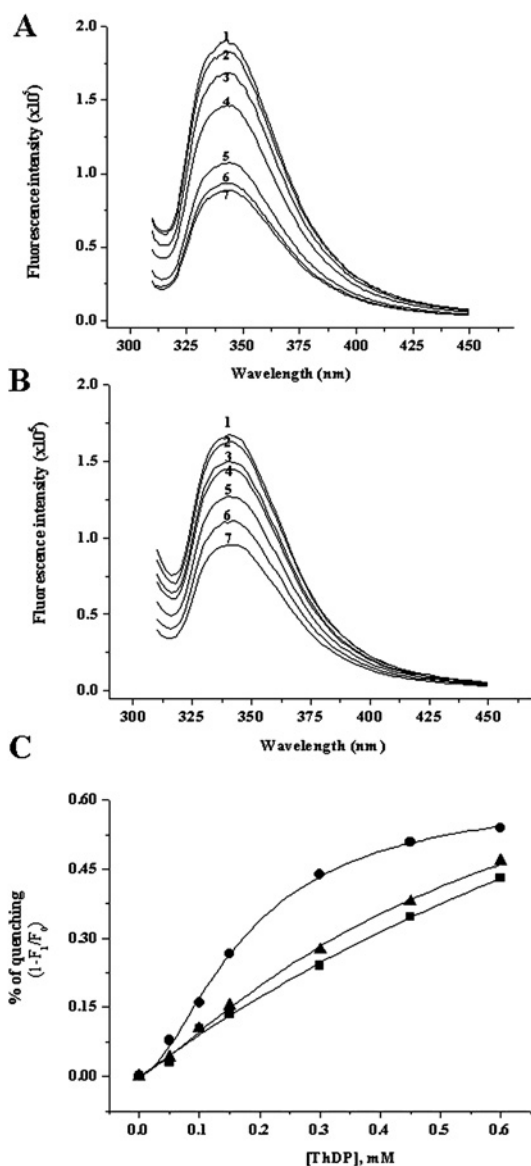 A
Fluorescence intensity (x10⁵)
2.0
1.5
1.0
0.5
0.0
1
2
3
4
5
6
7
300 325 350 375 400 425 450
Wavelength (nm)
B
Fluorescence intensity (x10⁵)
2.0
1.5
1.0
0.5
0.0
1
2
3
4
5
6
7
300 325 350 375 400 425 450
Wavelength (nm)
C
% of quenching
(1-F₁/F₀)
0.60
0.45
0.30
0.15
0.00
0.0 0.1 0.2 0.3 0.4 0.5 0.6
[ThDP], mM